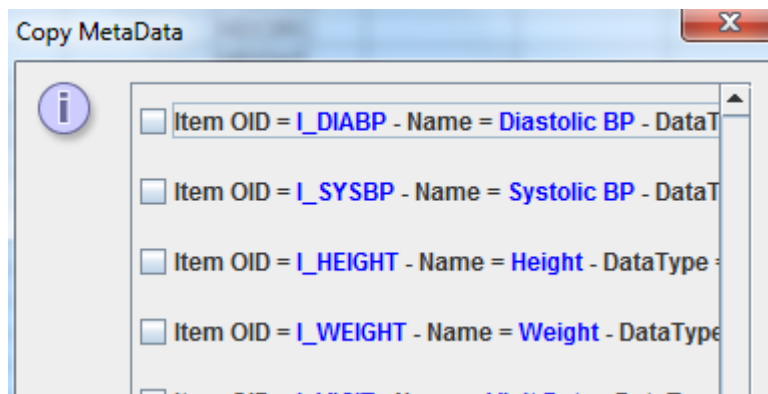 Copy MetaData
Item OID = I_DIABP - Name = Diastolic BP - DataT
Item OID = I_SYSBP - Name = Systolic BP - DataT
Item OID = I_HEIGHT - Name = Height - DataType =
Item OID = I_WEIGHT - Name = Weight - DataType